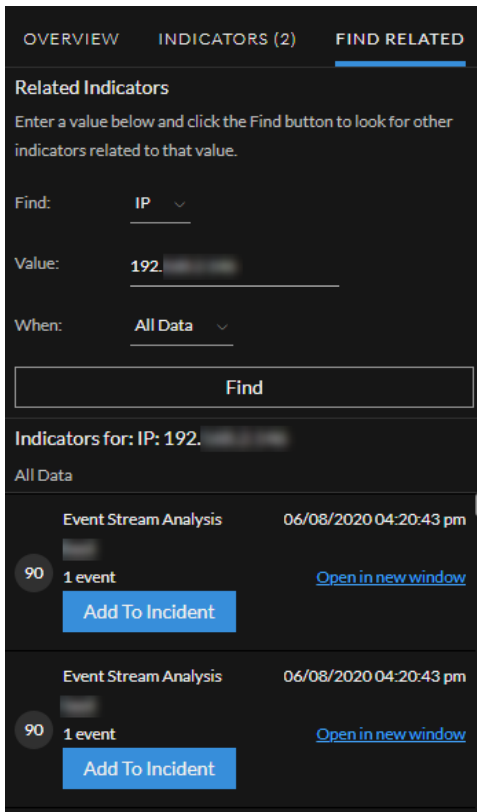 OVERVIEW INDICATORS (2) FIND RELATED
Related Indicators
Enter a value below and click the Find button to look for other
indicators related to that value.
Find: IP
Value: 192.
When: All Data
Find
Indicators for: IP: 192.
All Data
Event Stream Analysis 06/08/2020 04:20:43 pm
90 1 event Open in new window
Add To Incident
Event Stream Analysis 06/08/2020 04:20:43 pm
90 1 event Open in new window
Add To Incident